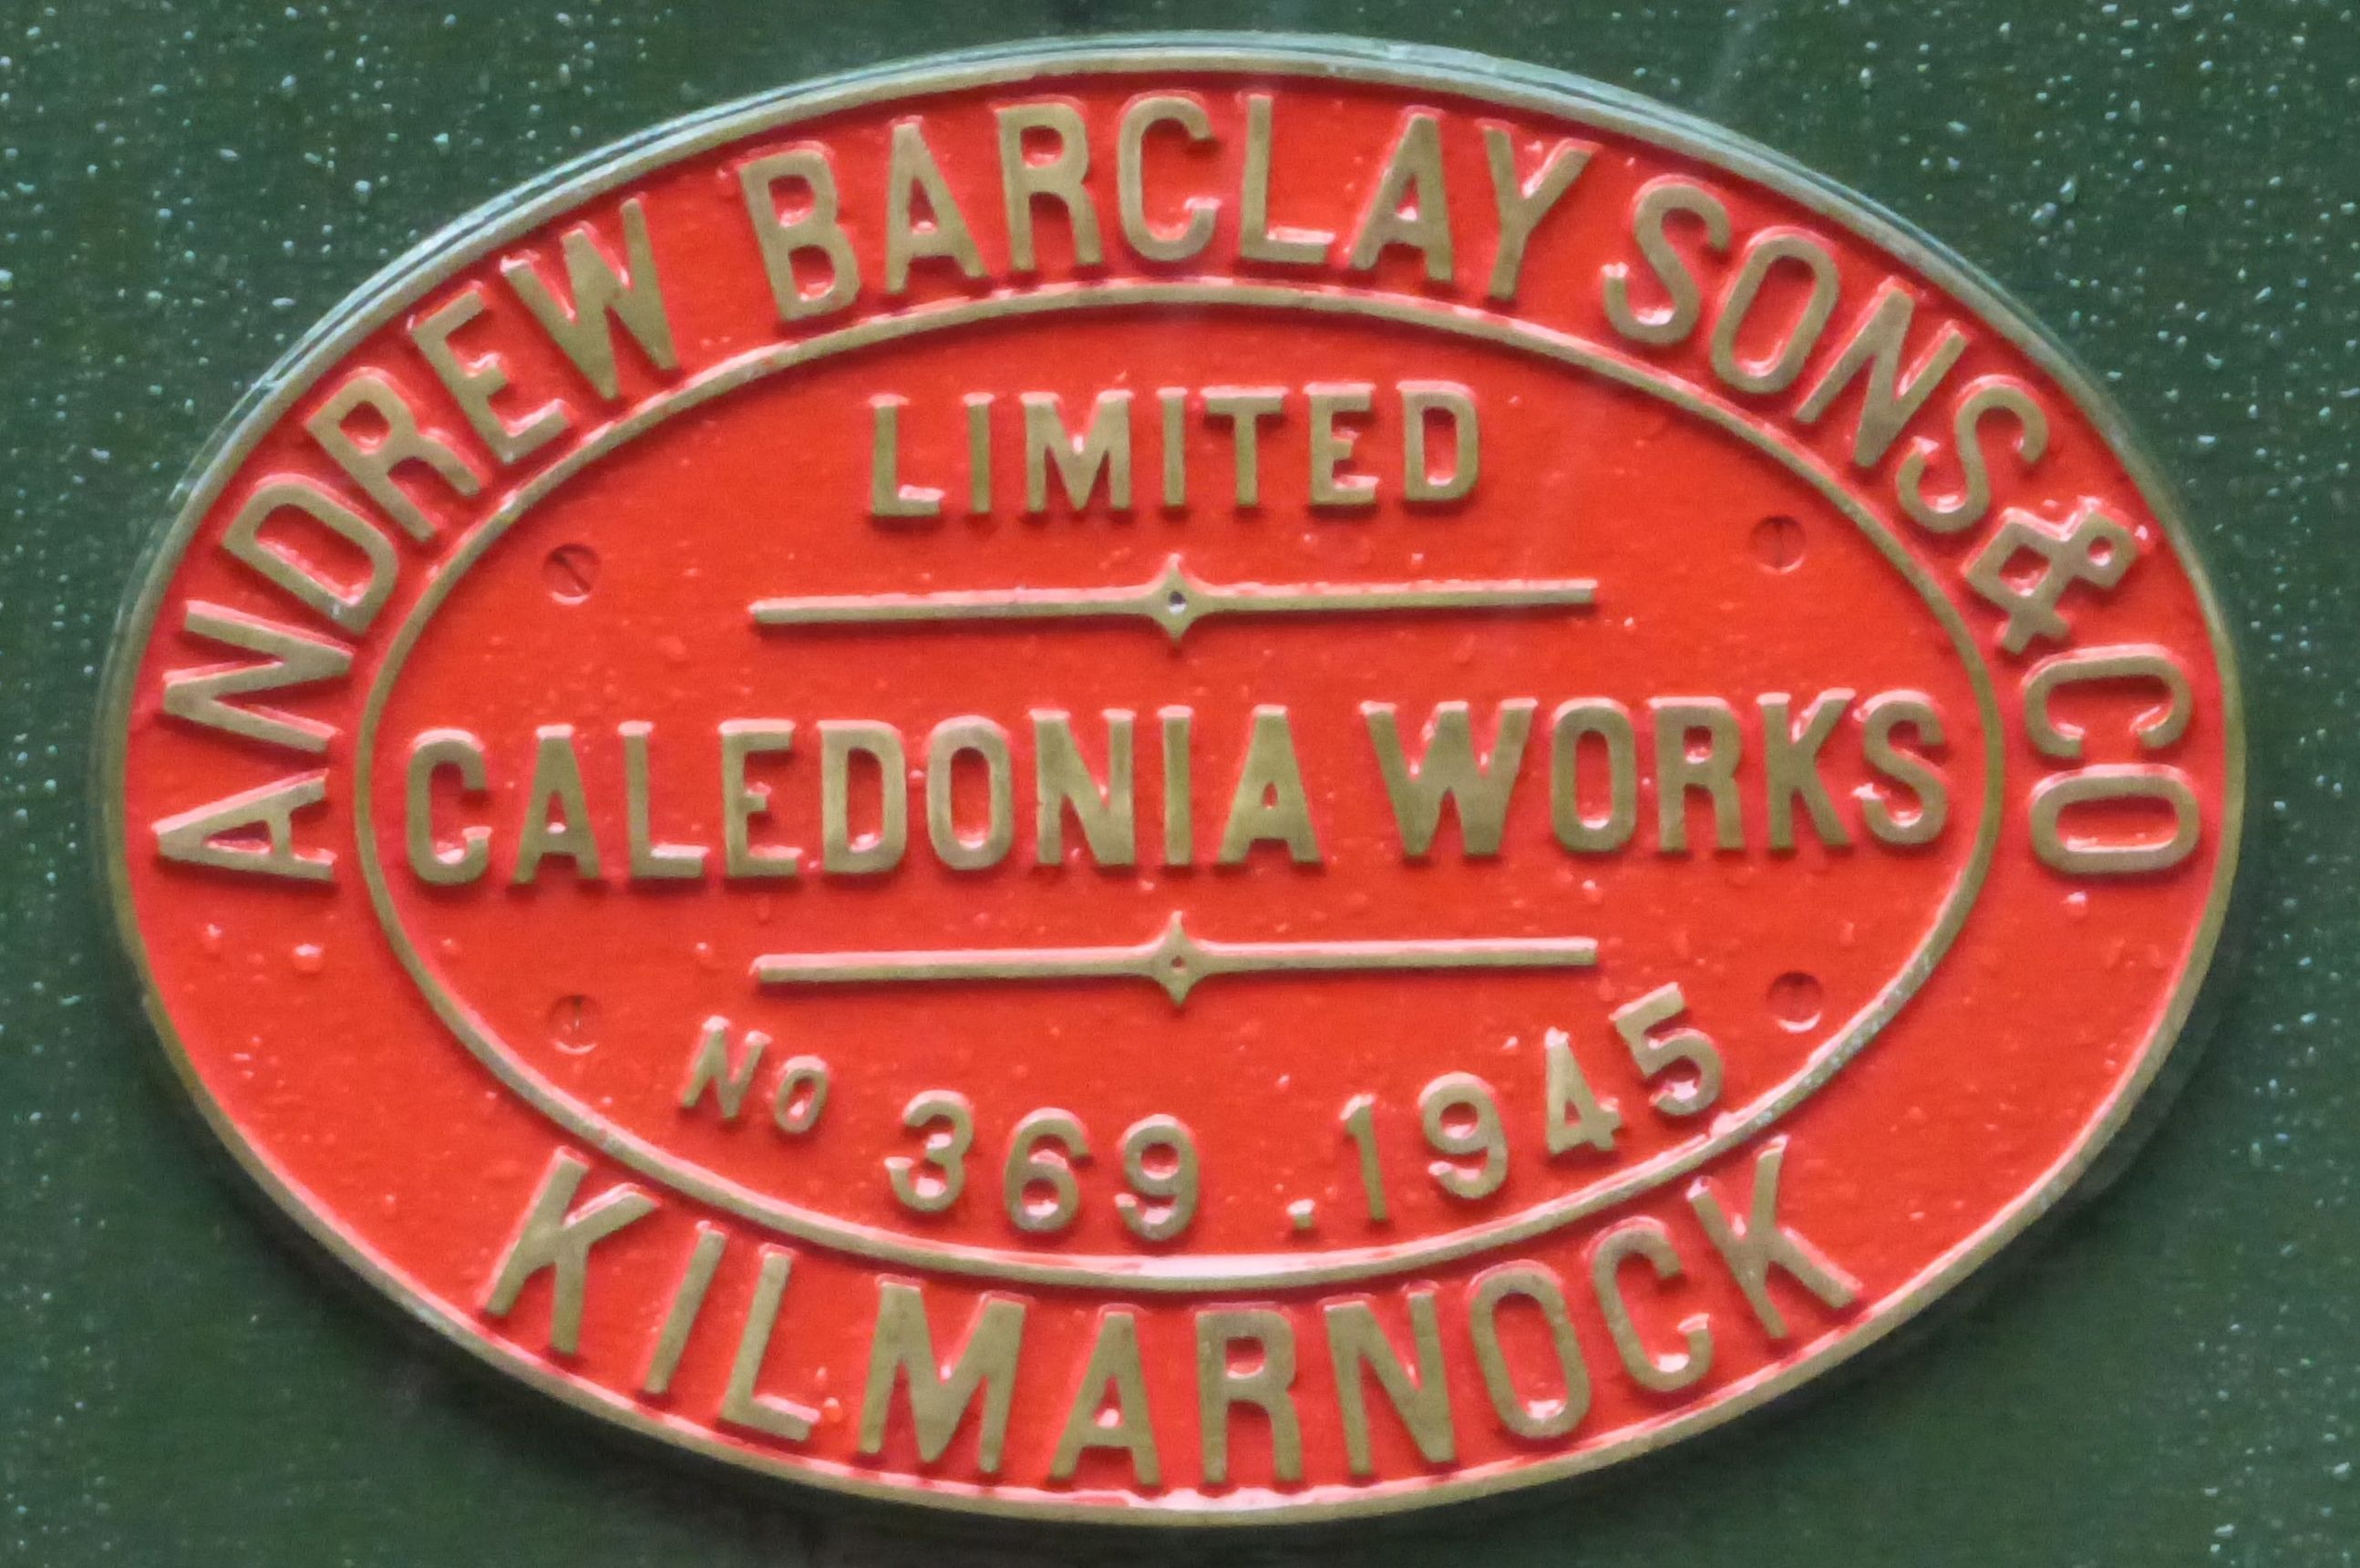 ANDREW BARCLAY SONS & CO
LIMITED
CALEDONIA WORKS
No 369 .1945
KILMARNOCK